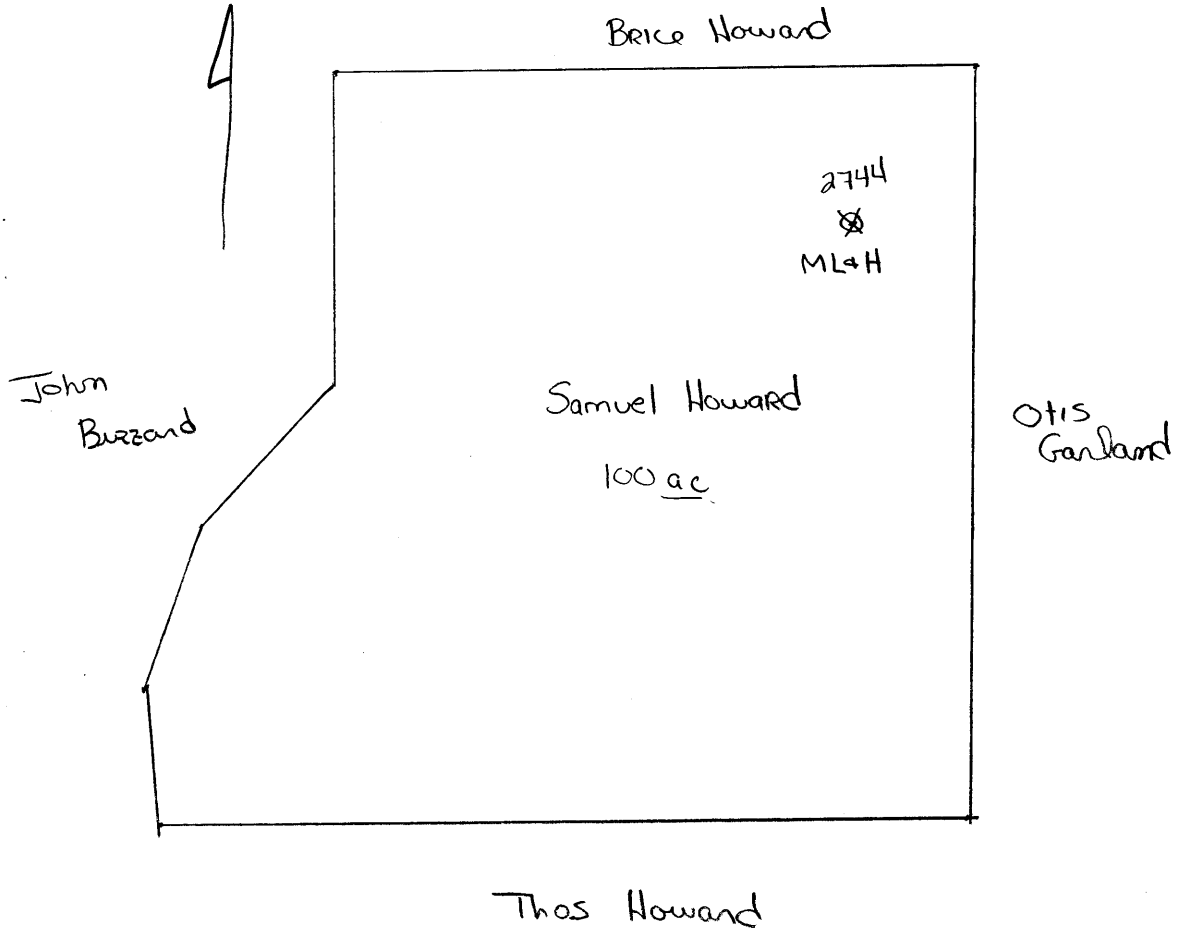 Brice Howard
2744
ML&H
John
Buzzard
Samuel Howard
Otis
Garland
100 ac
Thos Howard